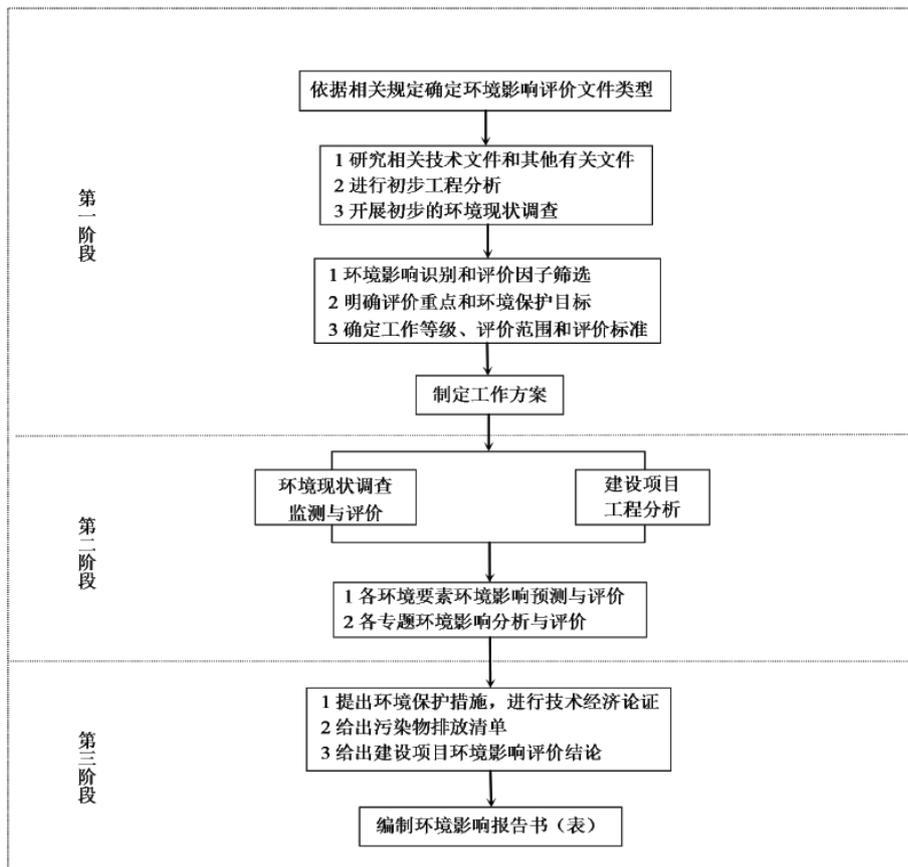 依据相关规定确定环境影响评价文件类型
1 研究相关技术文件和其他有关文件
2 进行初步工程分析
3 开展初步的环境现状调查
第一阶段
1 环境影响识别和评价因子筛选
2 明确评价重点和环境保护目标
3 确定工作等级、评价范围和评价标准
制定工作方案
环境现状调查
监测与评价
建设项目
工程分析
第二阶段
1 各环境要素环境影响预测与评价
2 各专题环境影响分析与评价
1 提出环境保护措施，进行技术经济论证
2 给出污染物排放清单
3 给出建设项目环境影响评价结论
第三阶段
编制环境影响报告书（表）